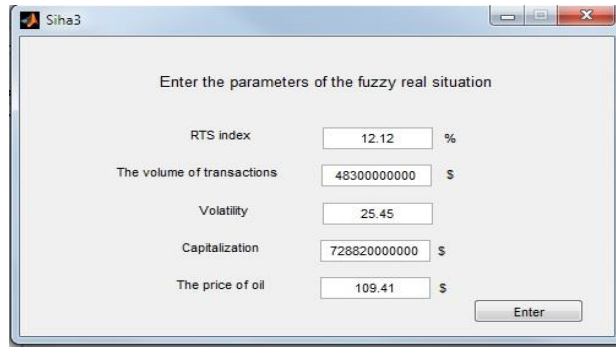 Siha3
Enter the parameters of the fuzzy real situation
RTS index 12.12 %
The volume of transactions 48300000000 $
Volatility 25.45
Capitalization 728820000000 $
The price of oil 109.41 $
Enter